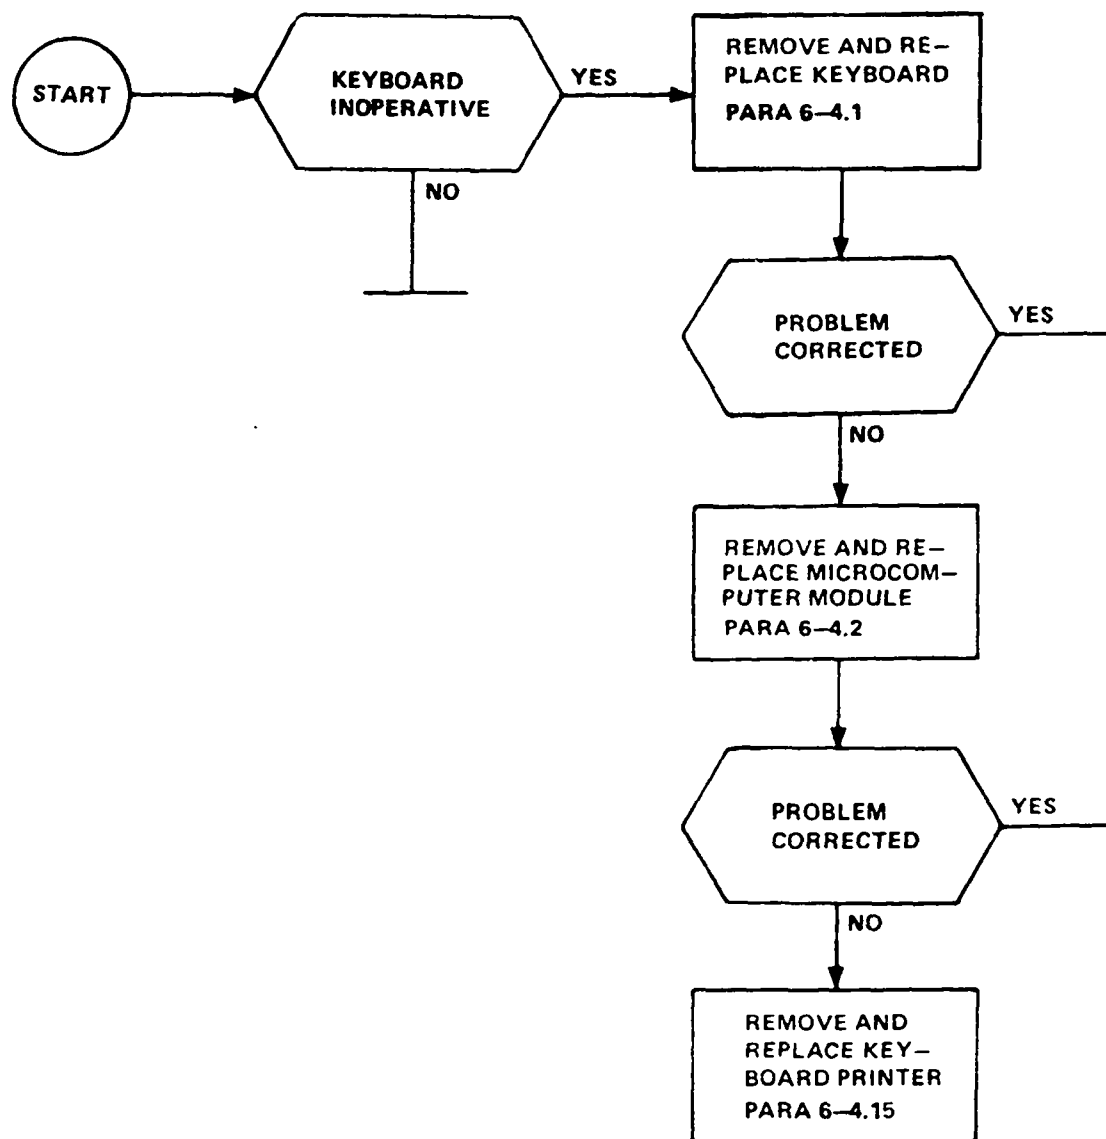 START
KEYBOARD
INOPERATIVE
YES
NO
REMOVE AND RE–
PLACE KEYBOARD
PARA 6–4.1
PROBLEM
CORRECTED
YES
NO
REMOVE AND RE–
PLACE MICROCOM–
PUTER MODULE
PARA 6–4.2
PROBLEM
CORRECTED
YES
NO
REMOVE AND
REPLACE KEY–
BOARD PRINTER
PARA 6–4.15